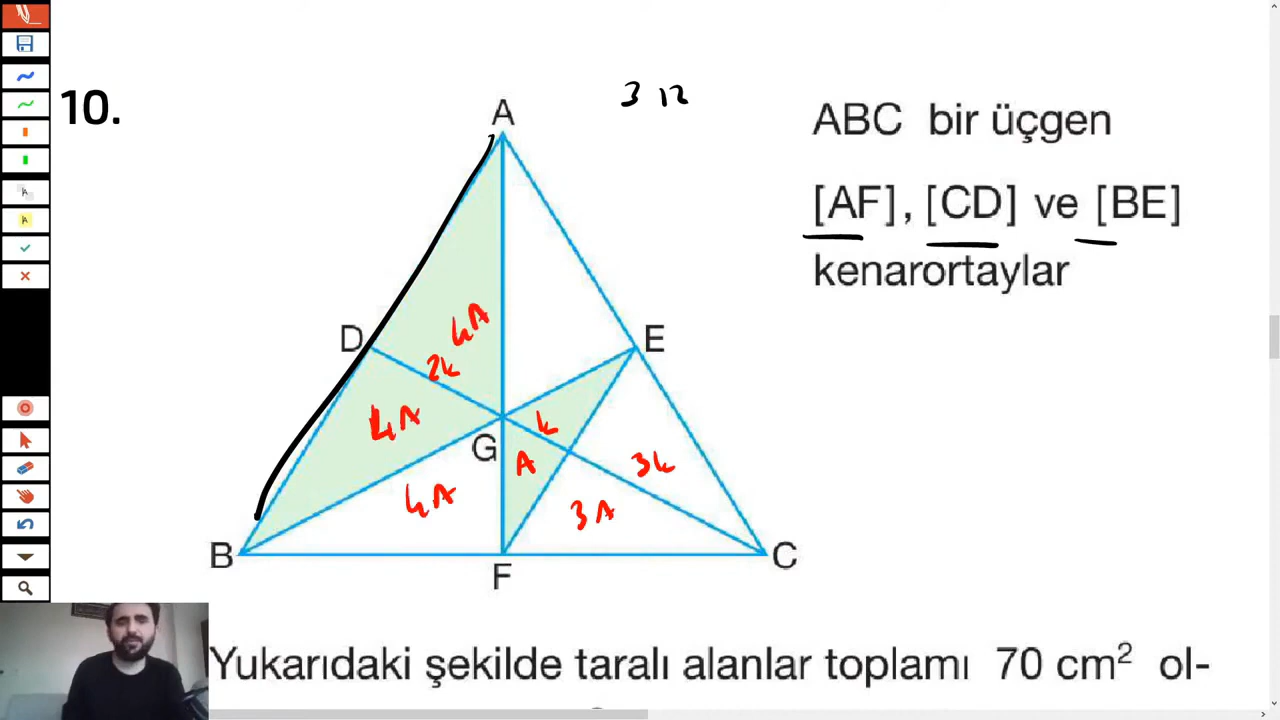 10.
A
3 12
ABC bir üçgen
[AF], [CD] ve [BE]
kenarortaylar
D
4A
2k
E
4A
G
k
A
3k
4A
3A
B
F
C
Yukarıdaki şekilde taralı alanlar toplamı 70 cm² ol-